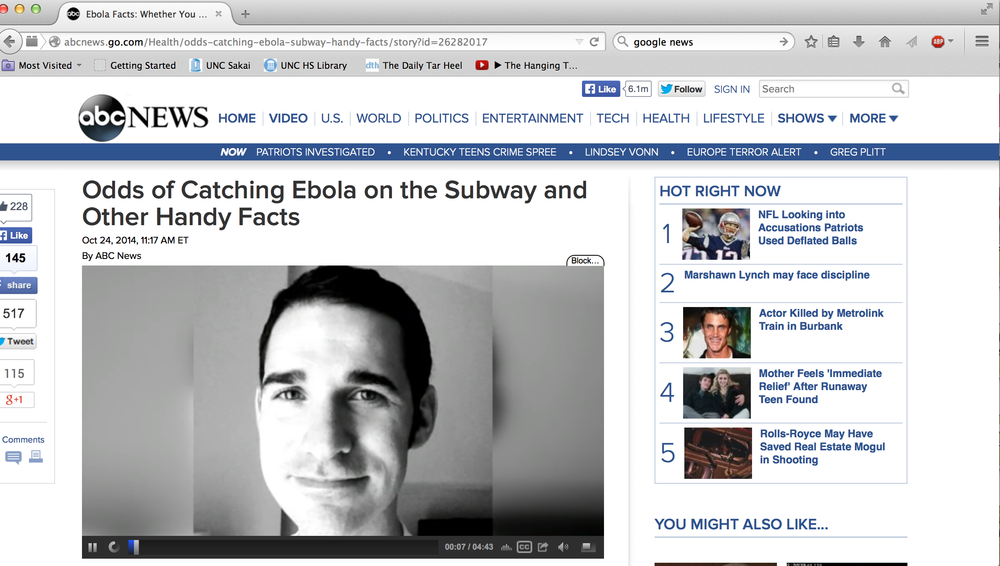 abc Ebola Facts: Whether You ...
abcnews.go.com/Health/odds-catching-ebola-subway-handy-facts/story?id=26282017
google news
ABP
Most Visited
Getting Started
UNC Sakai
UNC HS Library
dth The Daily Tar Heel
▶ The Hanging T...
Like
6.1m
Follow
SIGN IN
Search
abc NEWS
HOME
VIDEO
U.S.
WORLD
POLITICS
ENTERTAINMENT
TECH
HEALTH
LIFESTYLE
SHOWS
MORE
NOW PATRIOTS INVESTIGATED • KENTUCKY TEENS CRIME SPREE • LINDSEY VONN • EUROPE TERROR ALERT • GREG PLITT
228
Like
145
share
517
Tweet
115
g+1
Comments
Odds of Catching Ebola on the Subway and
Other Handy Facts
Oct 24, 2014, 11:17 AM ET
By ABC News
Block...
00:07 / 04:43
CC
HOT RIGHT NOW
1
NFL Looking into
Accusations Patriots
Used Deflated Balls
2
Marshawn Lynch may face discipline
3
Actor Killed by Metrolink
Train in Burbank
4
Mother Feels 'Immediate
Relief' After Runaway
Teen Found
5
Rolls-Royce May Have
Saved Real Estate Mogul
in Shooting
YOU MIGHT ALSO LIKE...